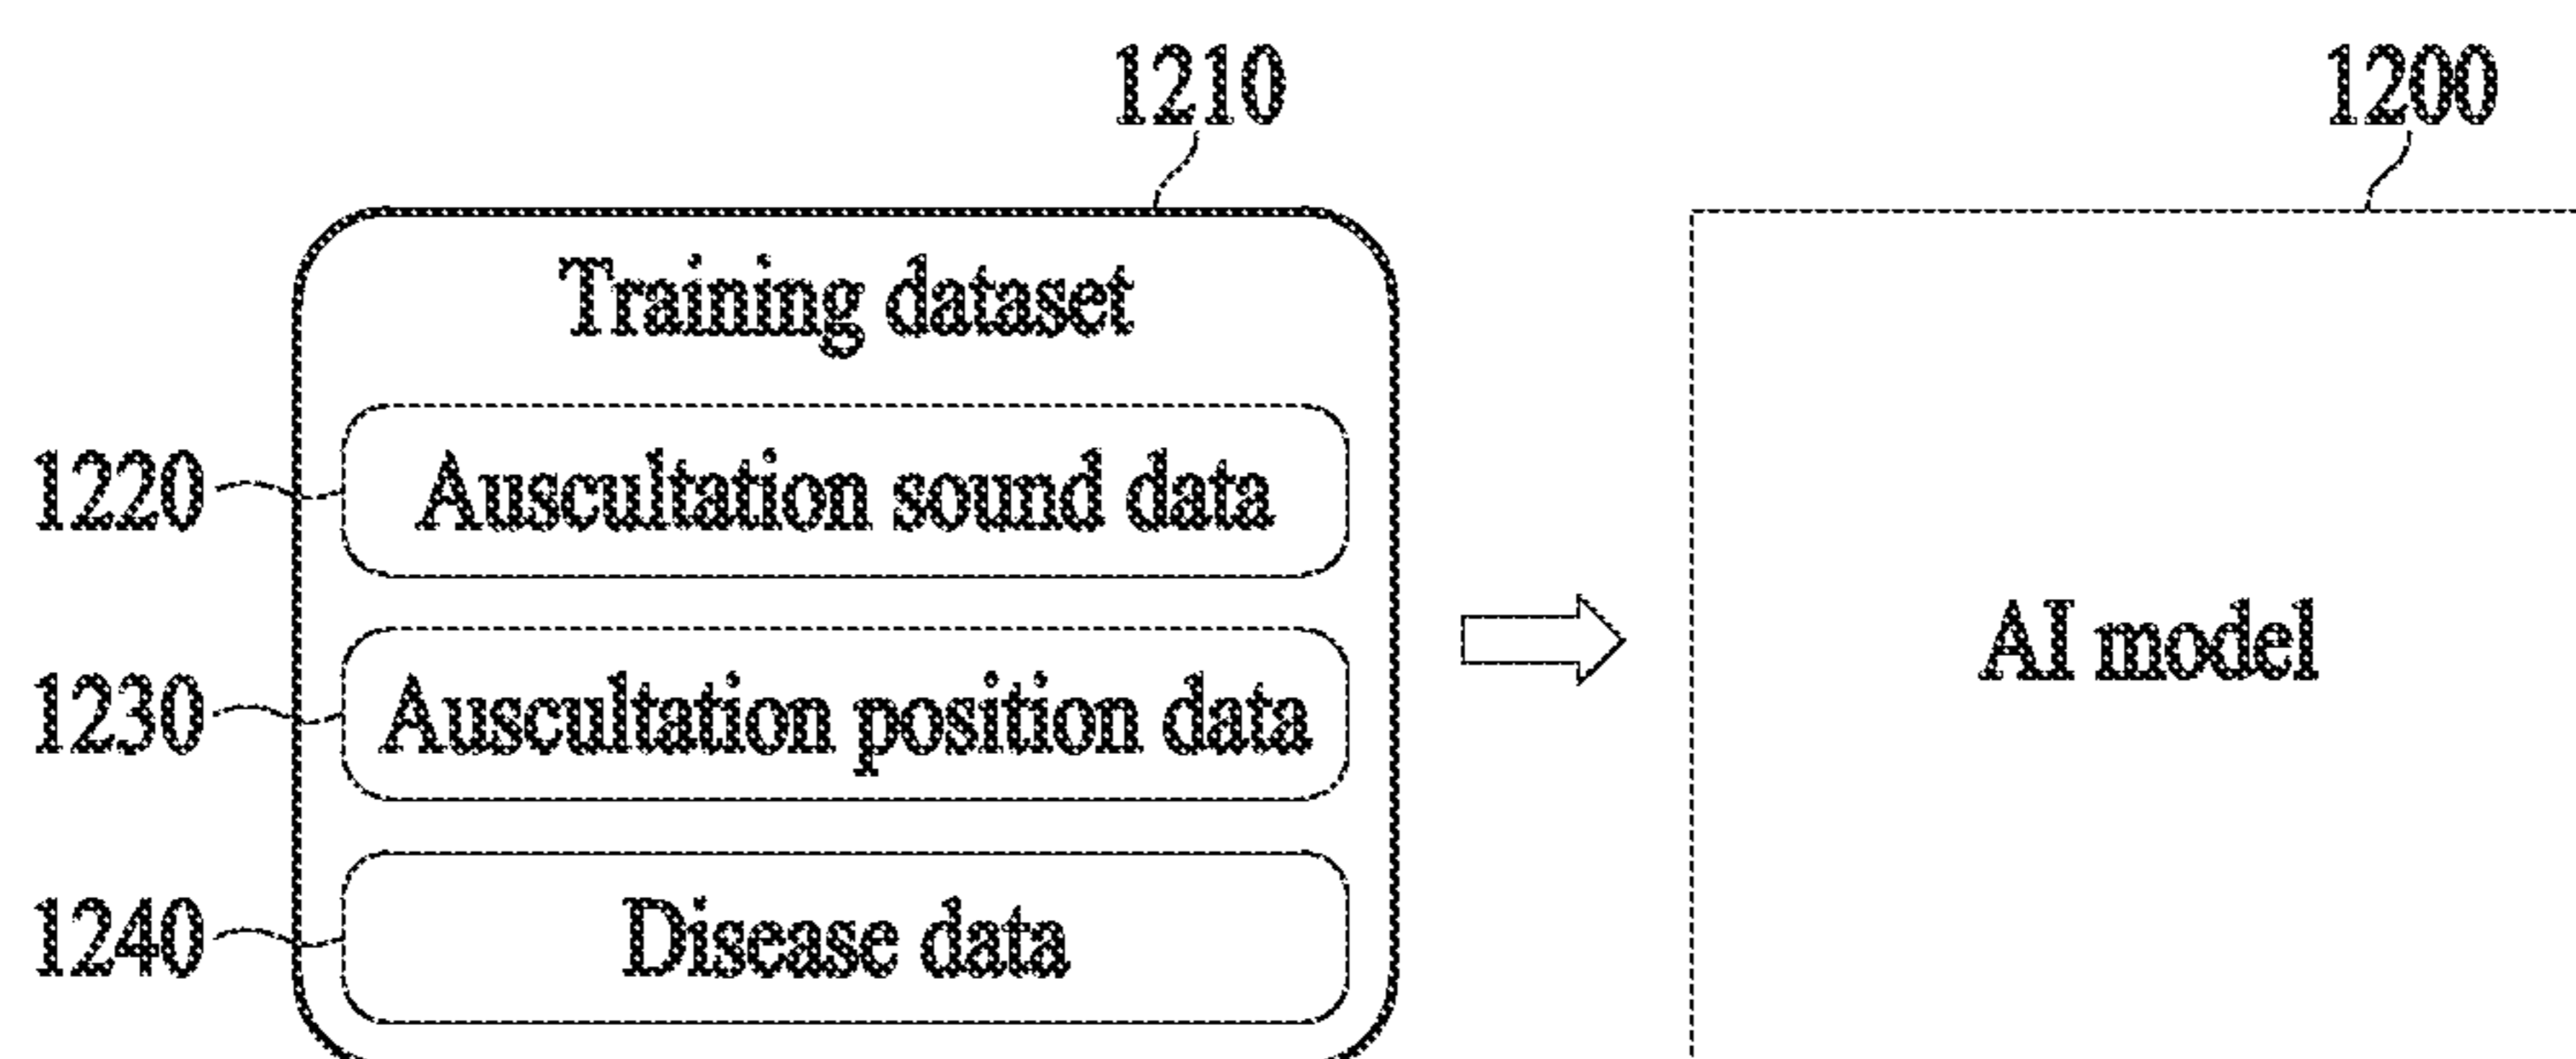 1210
1200
Training dataset
1220
Auscultation sound data
1230
Auscultation position data
AI model
1240
Disease data